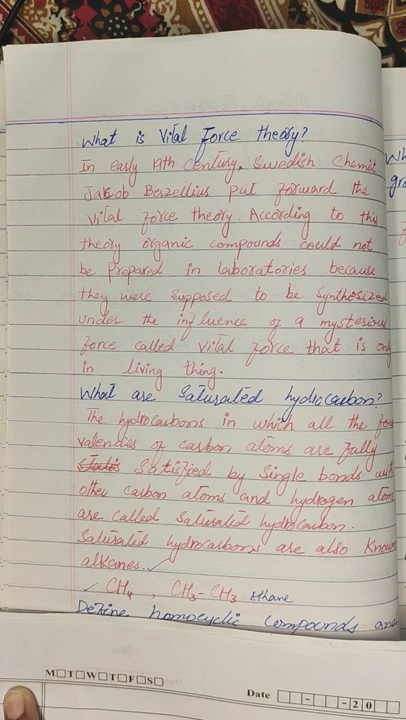 What is Vital Force theory?
In early 19th century, Swedish Chemist
Jakob Berzellius put forward the
vital force theory. According to this
theory organic compounds could not
be Prepared in laboratories because
they were supposed to be Synthesized
under the influence of a mysterious
force called vital force that is only
in living thing.
What are Saturated hydrocarbon?
The hydrocarbons in which all the four
valencies of carbon atoms are fully
Satisfied by Single bonds with
other carbon atoms and hydrogen atom
are called Saturated hydrocarbon.
Saturated hydrocarbons are also Known
alkanes.
CH₄ , CH₃-CH₃ Ethane
Define homocyclic Compounds and
M T W T F S
Date - - 20
Wh
gro